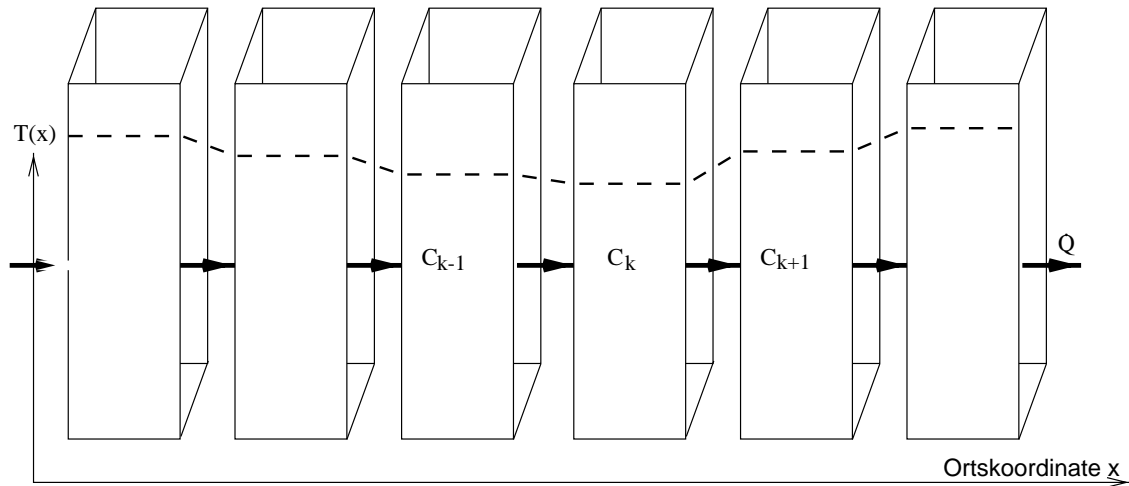 T(x)
C_{k-1}
C_k
C_{k+1}
Q̇
Ortskoordinate x